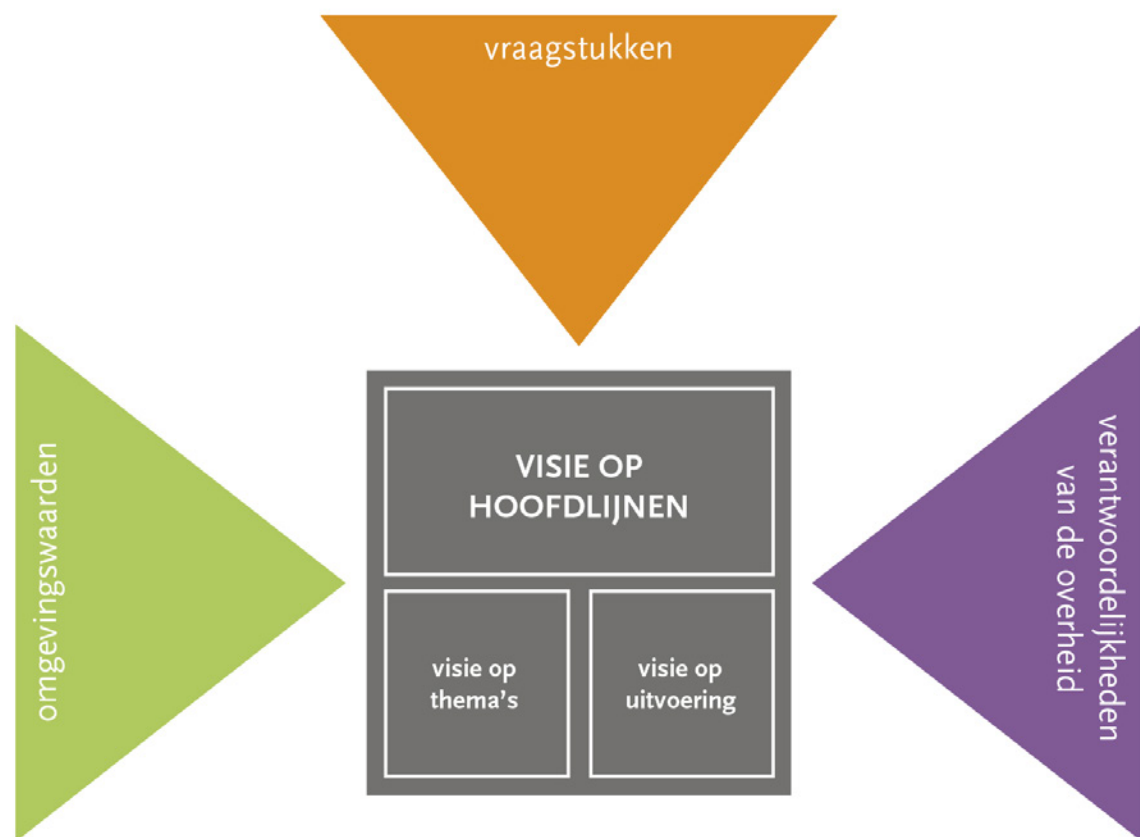 vraagstukken
omgevingswaarden
VISIE OP
HOOFDLIJNEN
visie op
thema's
visie op
uitvoering
verantwoordelijkheden
van de overheid